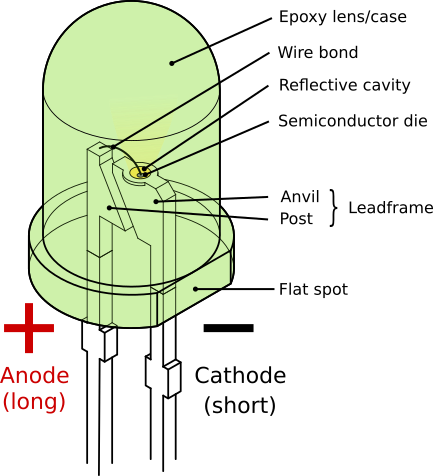 Epoxy lens/case
Wire bond
Reflective cavity
Semiconductor die
Anvil
Post
Leadframe
Flat spot
+
−
Anode
(long)
Cathode
(short)